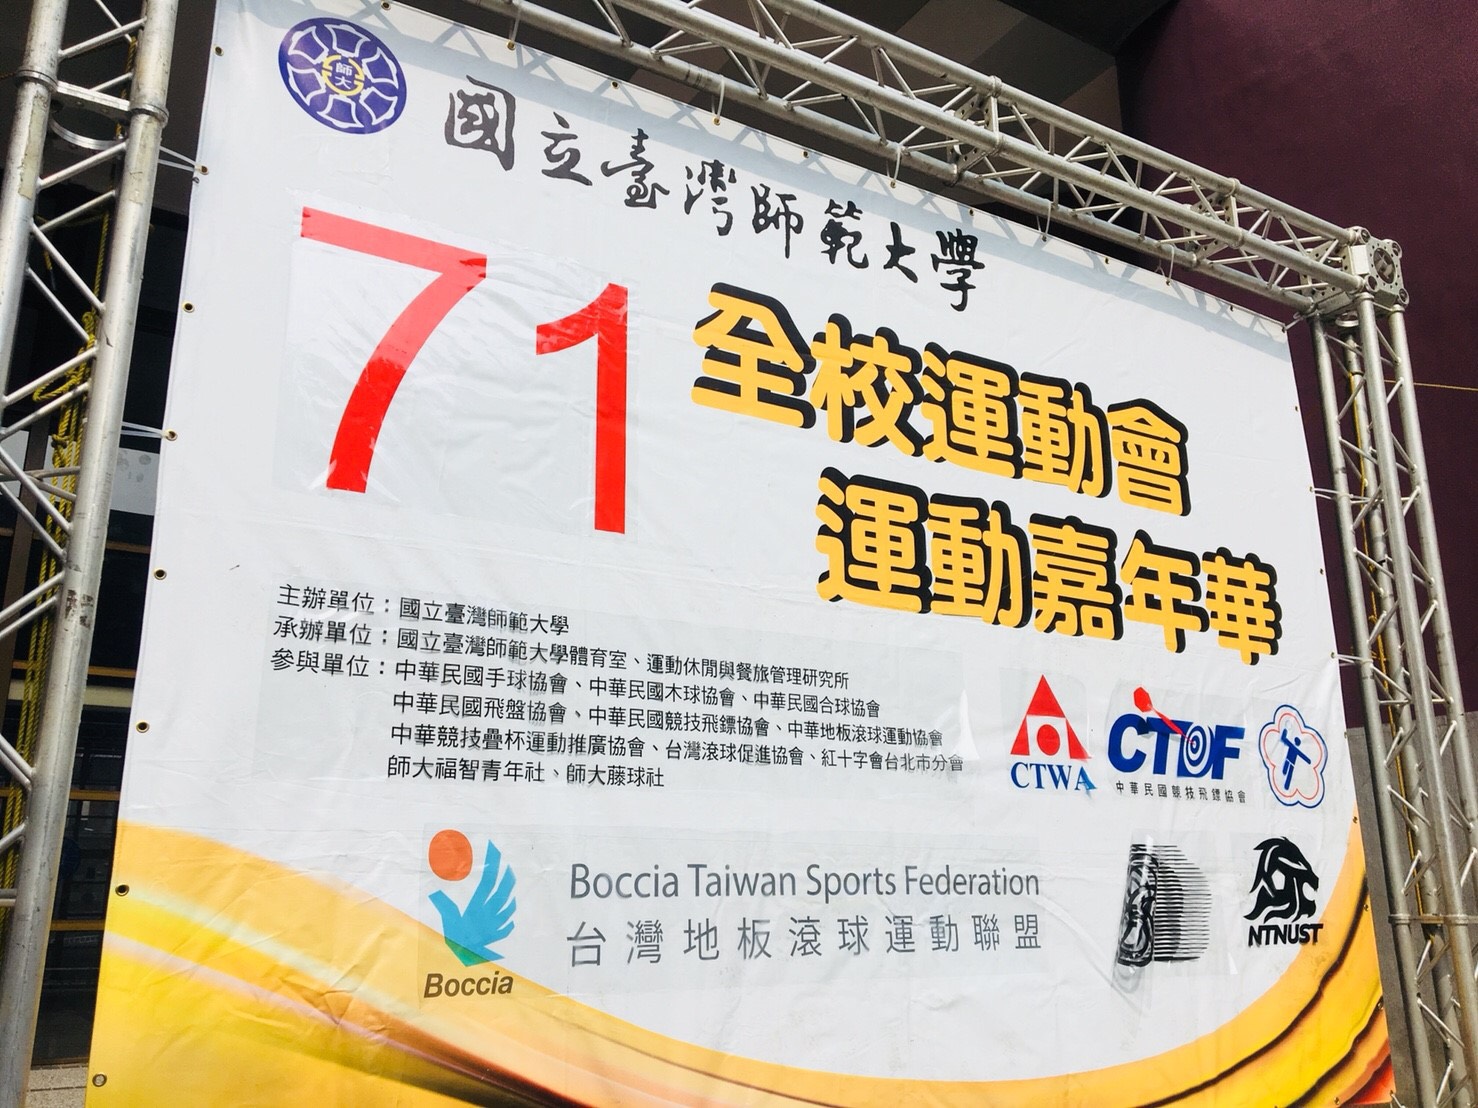 師大
國立臺灣師範大學
71 全校運動會
運動嘉年華
主辦單位：國立臺灣師範大學
承辦單位：國立臺灣師範大學體育室、運動休閒與餐旅管理研究所
參與單位：中華民國手球協會、中華民國木球協會、中華民國合球協會
中華民國飛盤協會、中華民國競技飛鏢協會、中華地板滾球運動協會
中華競技疊杯運動推廣協會、台灣滾球促進協會、紅十字會台北市分會
師大福智青年社、師大藤球社
CTWA
CTDF
中華民國競技飛鏢協會
Boccia
Boccia Taiwan Sports Federation
台灣地板滾球運動聯盟
NTNUST